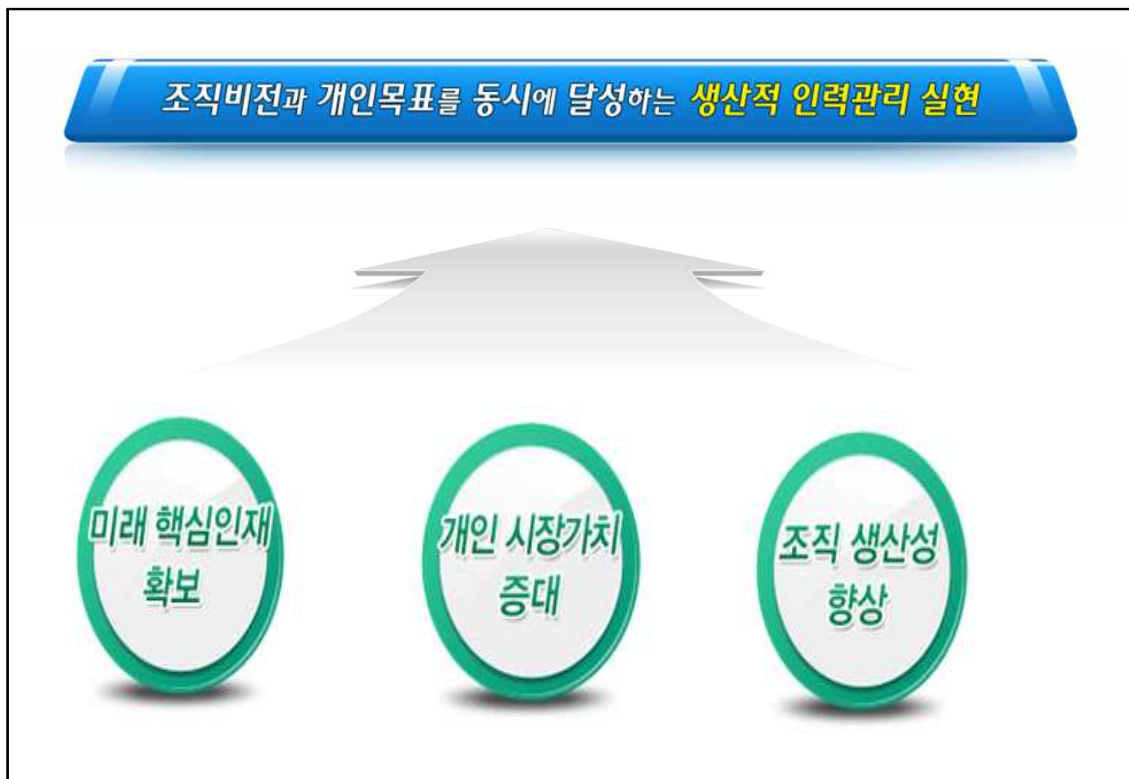 조직비전과 개인목표를 동시에 달성하는 생산적 인력관리 실현
미래 핵심인재
확보
개인 시장가치
증대
조직 생산성
향상